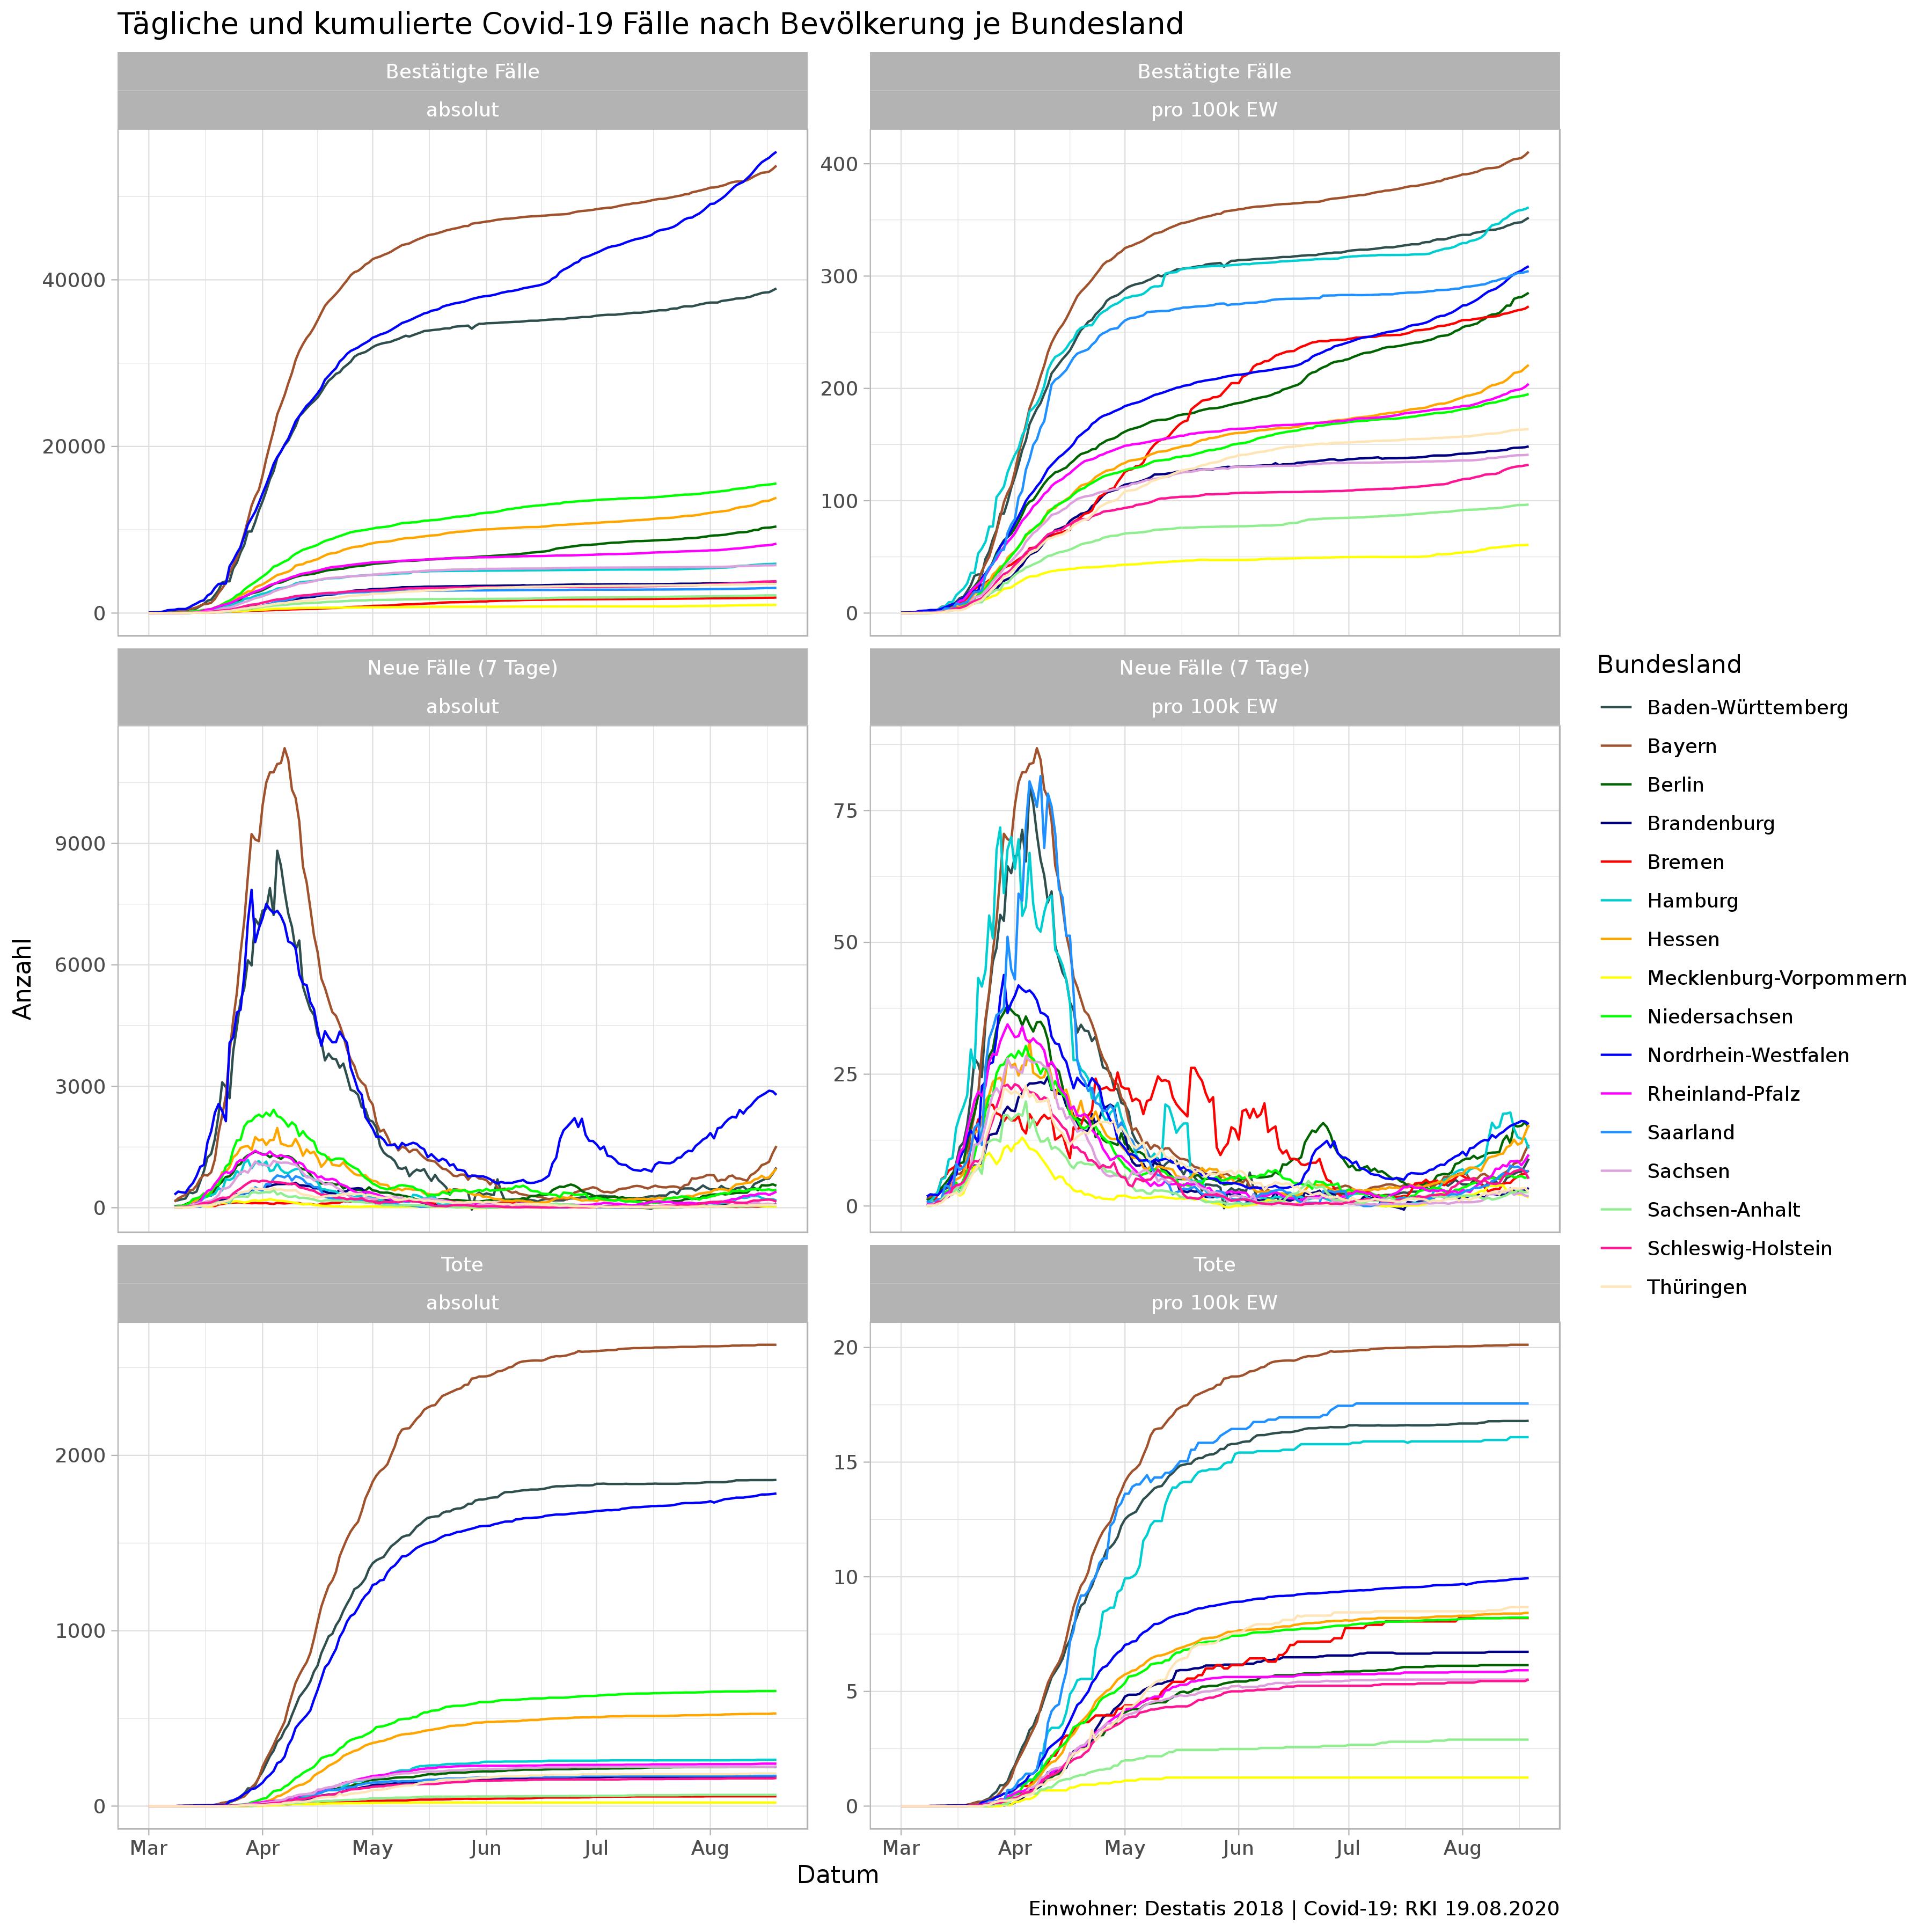 Tägliche und kumulierte Covid-19 Fälle nach Bevölkerung je Bundesland
Bestätigte Fälle
absolut
Bestätigte Fälle
pro 100k EW
40000
20000
0
400
300
200
100
0
Neue Fälle (7 Tage)
absolut
Neue Fälle (7 Tage)
pro 100k EW
9000
6000
3000
0
75
50
25
0
Anzahl
Tote
absolut
Tote
pro 100k EW
2000
1000
0
20
15
10
5
0
Mar Apr May Jun Jul Aug
Mar Apr May Jun Jul Aug
Datum
Bundesland
Baden-Württemberg
Bayern
Berlin
Brandenburg
Bremen
Hamburg
Hessen
Mecklenburg-Vorpommern
Niedersachsen
Nordrhein-Westfalen
Rheinland-Pfalz
Saarland
Sachsen
Sachsen-Anhalt
Schleswig-Holstein
Thüringen
Einwohner: Destatis 2018 | Covid-19: RKI 19.08.2020